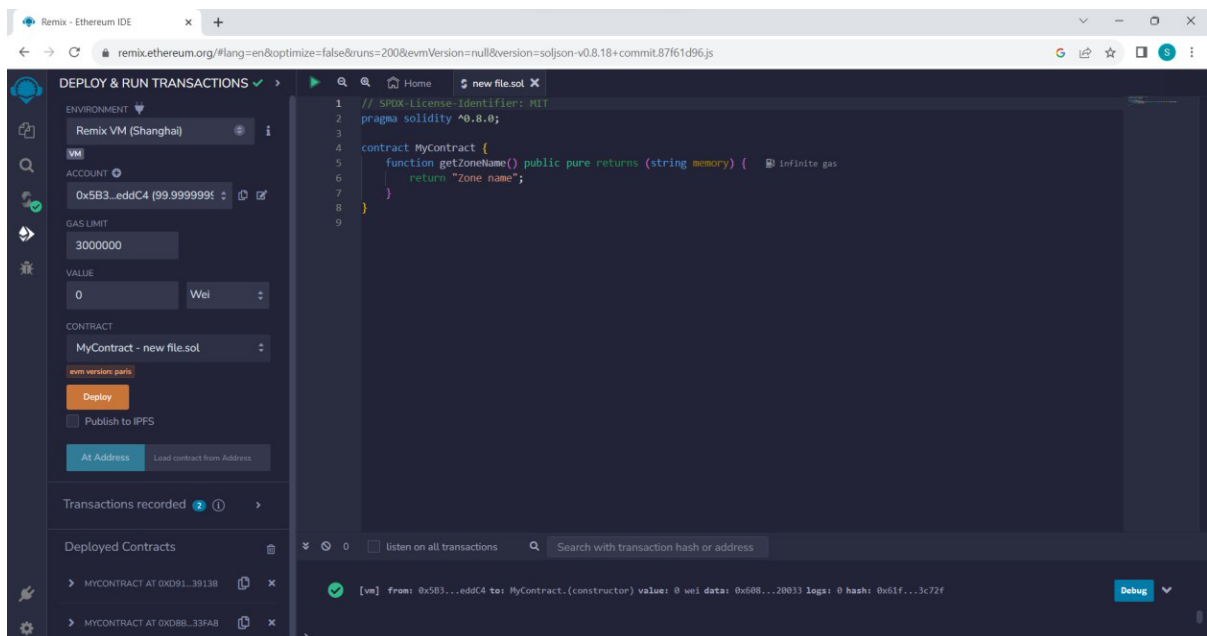 Remix - Ethereum IDE
remix.ethereum.org/#lang=en&optimize=false&runs=200&evmVersion=null&version=soljson-v0.8.18+commit.87f61d96.js
G
S
DEPLOY & RUN TRANSACTIONS
ENVIRONMENT
Remix VM (Shanghai)
i
VM
ACCOUNT
0x5B3...eddC4 (99.9999999
GAS LIMIT
3000000
VALUE
0 Wei
CONTRACT
MyContract - new file.sol
evm version: paris
Deploy
Publish to IPFS
At Address Load contract from Address
Transactions recorded 2 i
Deployed Contracts
MYCONTRACT AT 0XD91...39138
MYCONTRACT AT 0XD8B...33FA8
Home new file.sol
1 // SPDX-License-Identifier: MIT
2 pragma solidity ^0.8.0;
3
4 contract MyContract {
5 function getZoneName() public pure returns (string memory) { infinite gas
6 return "Zone name";
7 }
8 }
9
0 listen on all transactions Search with transaction hash or address
[vm] from: 0x5B3...eddC4 to: MyContract.(constructor) value: 0 wei data: 0x608...20033 logs: 0 hash: 0x61f...3c72f
Debug